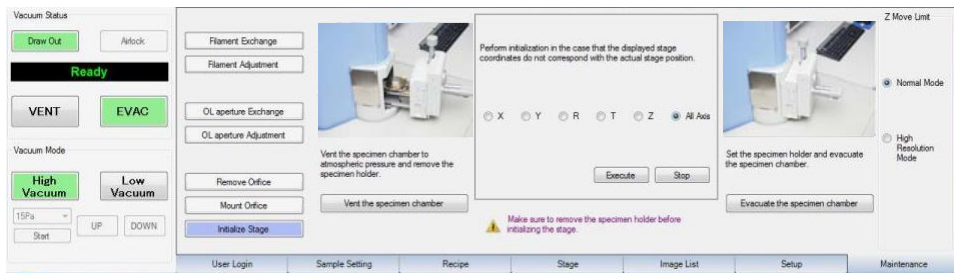 Vacuum Status
Draw Out
Airlock
Ready
VENT
EVAC
Vacuum Mode
High
Vacuum
Low
Vacuum
15Pa
Start
UP
DOWN
Filament Exchange
Filament Adjustment
OL aperture Exchange
OL aperture Adjustment
Remove Orifice
Mount Orifice
Initialize Stage
Vent the specimen chamber to
atmospheric pressure and remove the
specimen holder.
Vent the specimen chamber
Perform initialization in the case that the displayed stage
coordinates do not correspond with the actual stage position.
X Y R T Z All Axis
Execute
Stop
Make sure to remove the specimen holder before
initializing the stage.
Set the specimen holder and evacuate
the specimen chamber.
Evacuate the specimen chamber
Z Move Limit
Normal Mode
High
Resolution
Mode
User Login
Sample Setting
Recipe
Stage
Image List
Setup
Maintenance